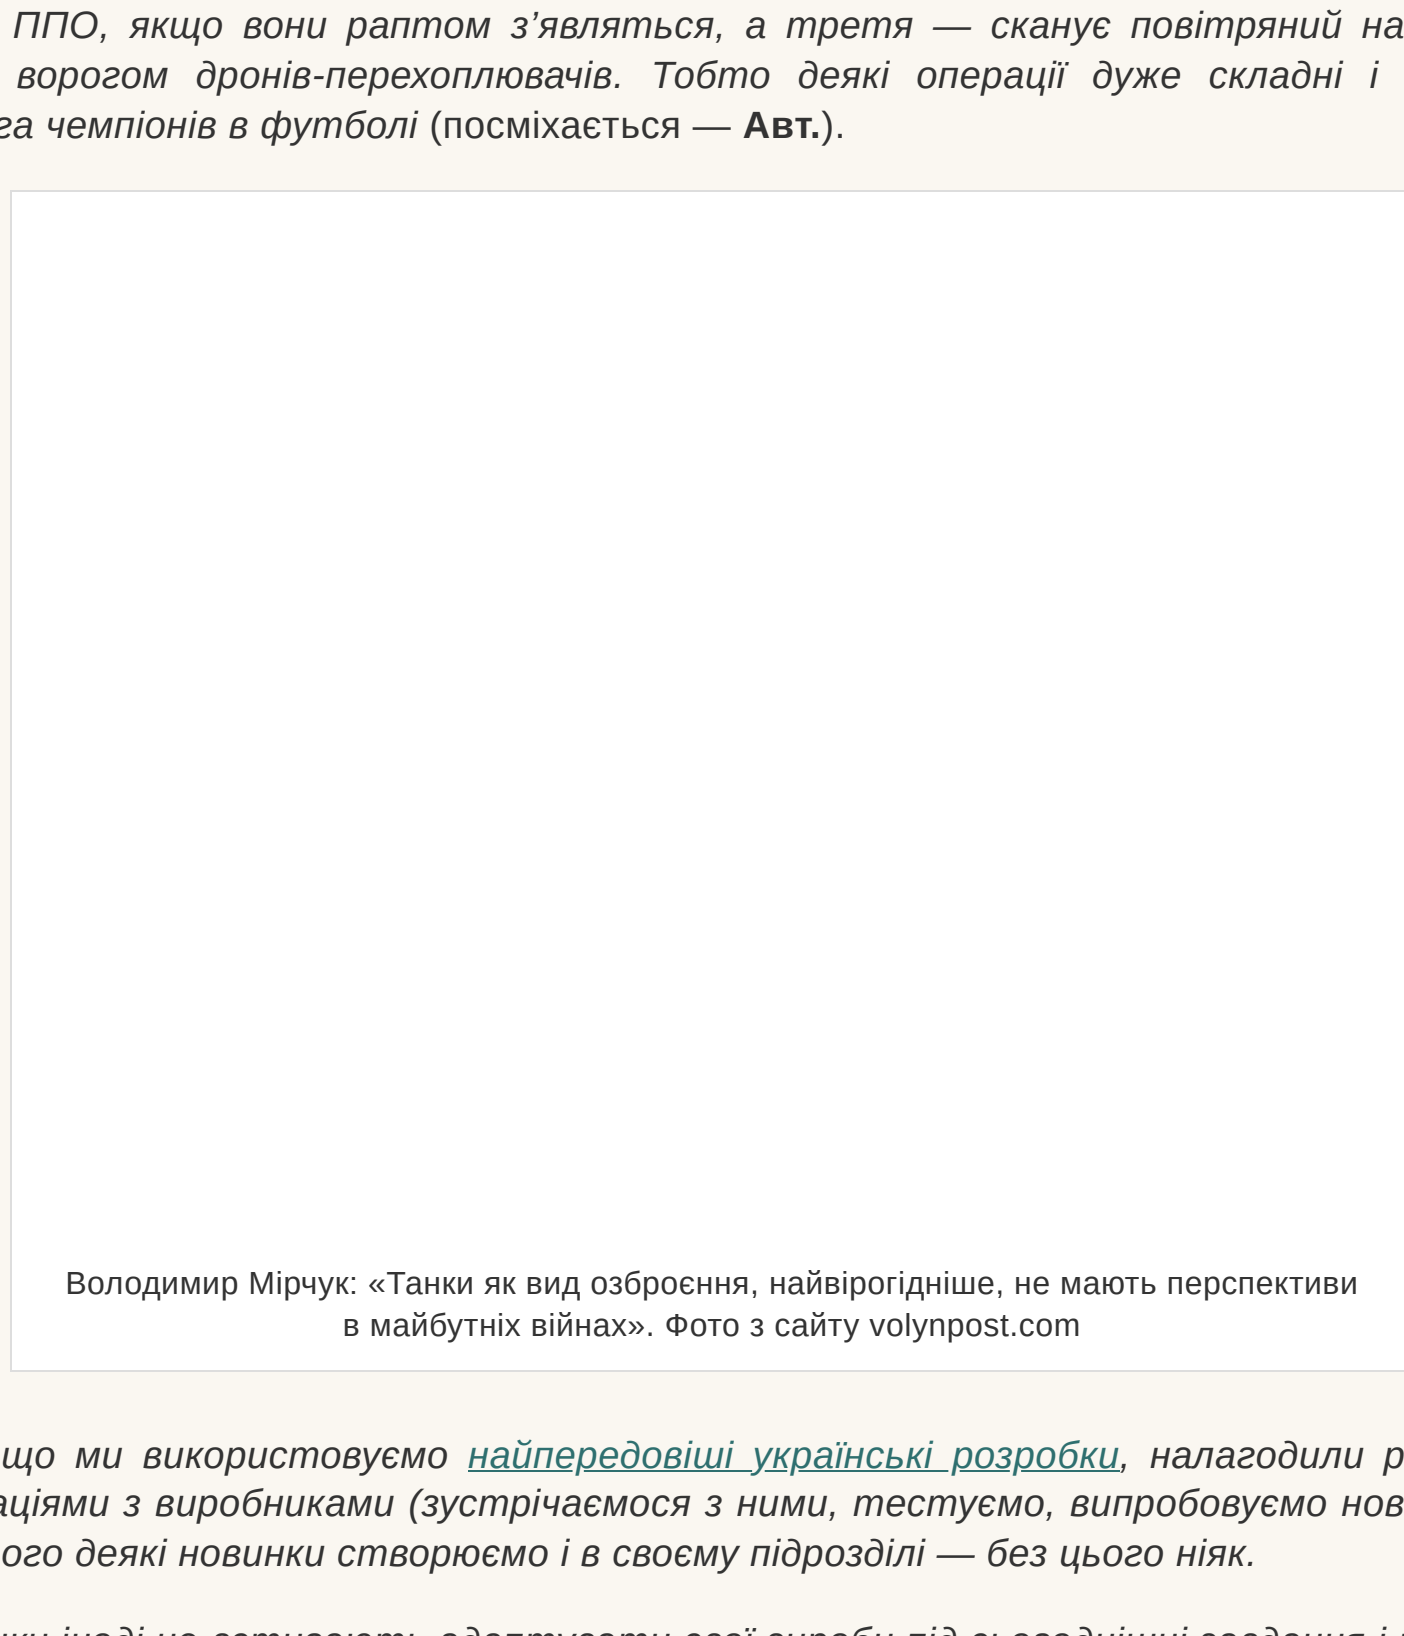 ППО, якщо вони раптом з’являться, а третя — сканує повітряний на
ворогом дронів-перехоплювачів. Тобто деякі операції дуже складні і
га чемпіонів в футболі (посміхається — Авт.).
Володимир Мірчук: «Танки як вид озброєння, найвірогідніше, не мають перспективи
в майбутніх війнах». Фото з сайту volynpost.com
що ми використовуємо найпередовіші українські розробки, налагодили р
аціями з виробниками (зустрічаємося з ними, тестуємо, випробовуємо нов
ого деякі новинки створюємо і в своєму підрозділі — без цього ніяк.